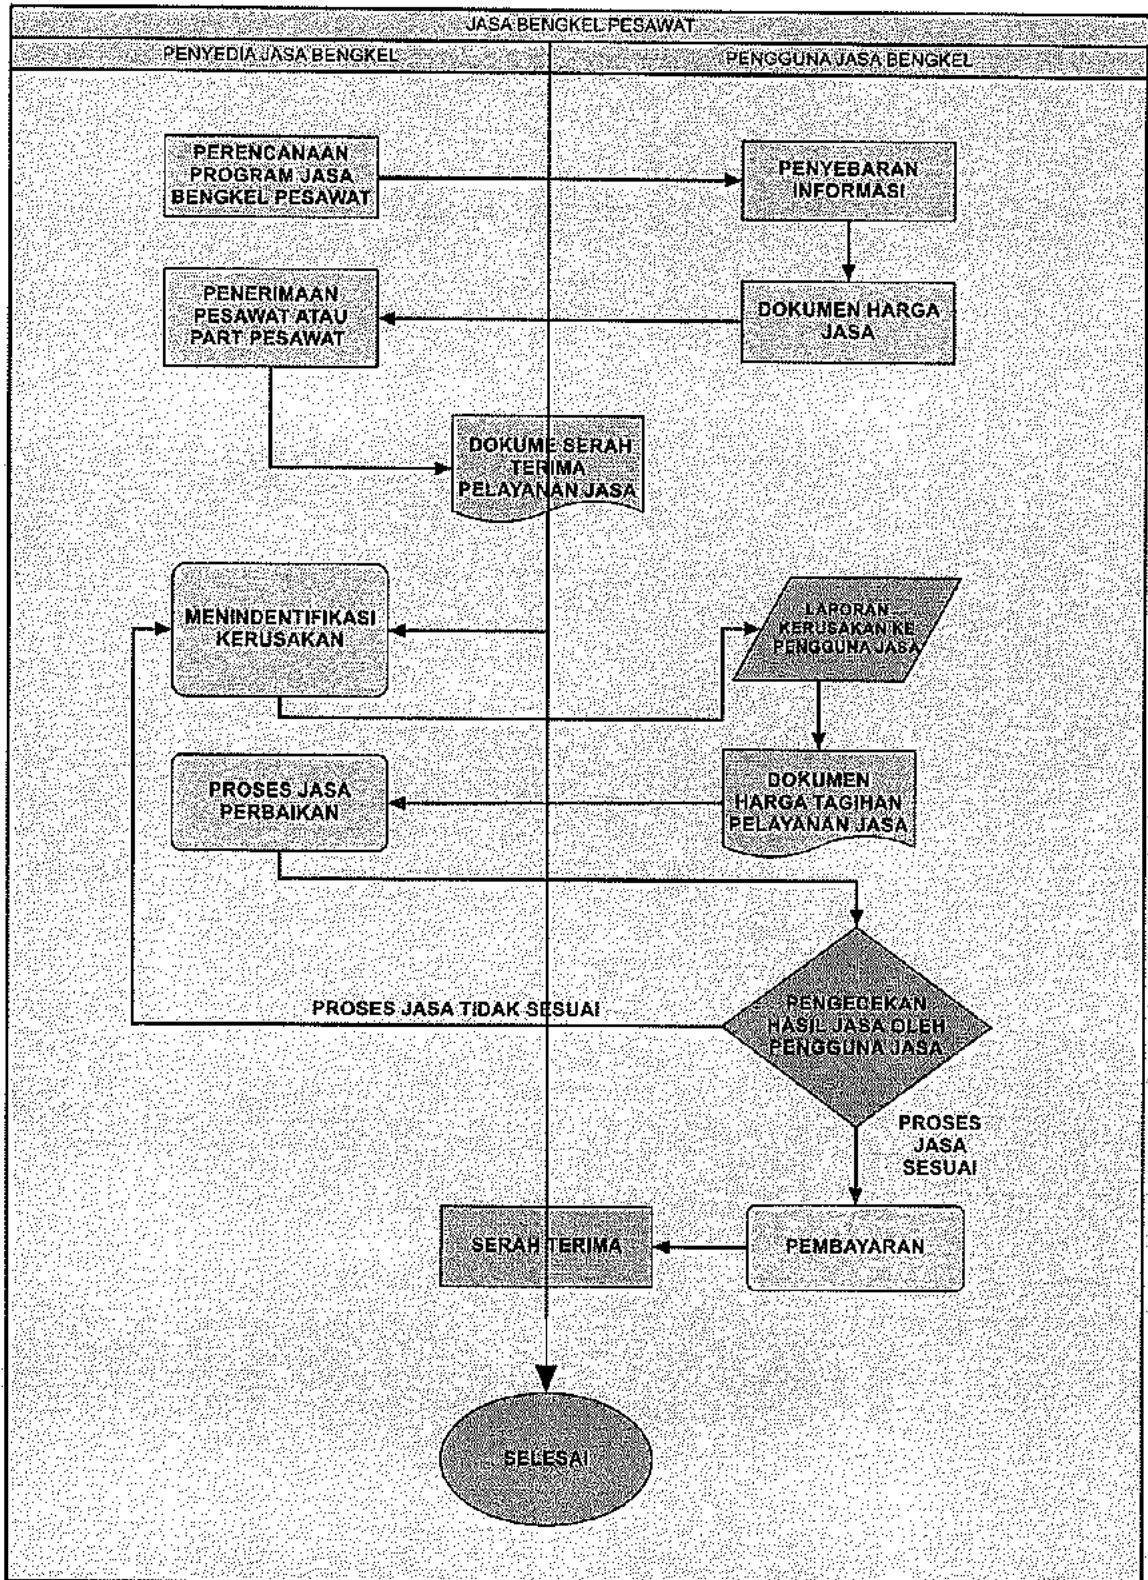 JASA BENGKEL PESAWAT
PENYEDIA JASA BENGKEL
PENGGUNA JASA BENGKEL
PERENCANAAN
PROGRAM JASA
BENGKEL PESAWAT
PENYEBARAN
INFORMASI
PENERIMAAN
PESAWAT ATAU
PART PESAWAT
DOKUMEN HARGA
JASA
DOKUME SERAH
TERIMA
PELAYANAN JASA
MENINDENTIFIKASI
KERUSAKAN
LAPORAN
KERUSAKAN KE
PENGGUNA JASA
PROSES JASA
PERBAIKAN
DOKUMEN
HARGA TAGIHAN
PELAYANAN JASA
PROSES JASA TIDAK SESUAI
PENGEDEKAN
HASIL JASA OLEH
PENGGUNA JASA
PROSES
JASA
SESUAI
SERAH TERIMA
PEMBAYARAN
SELESAI